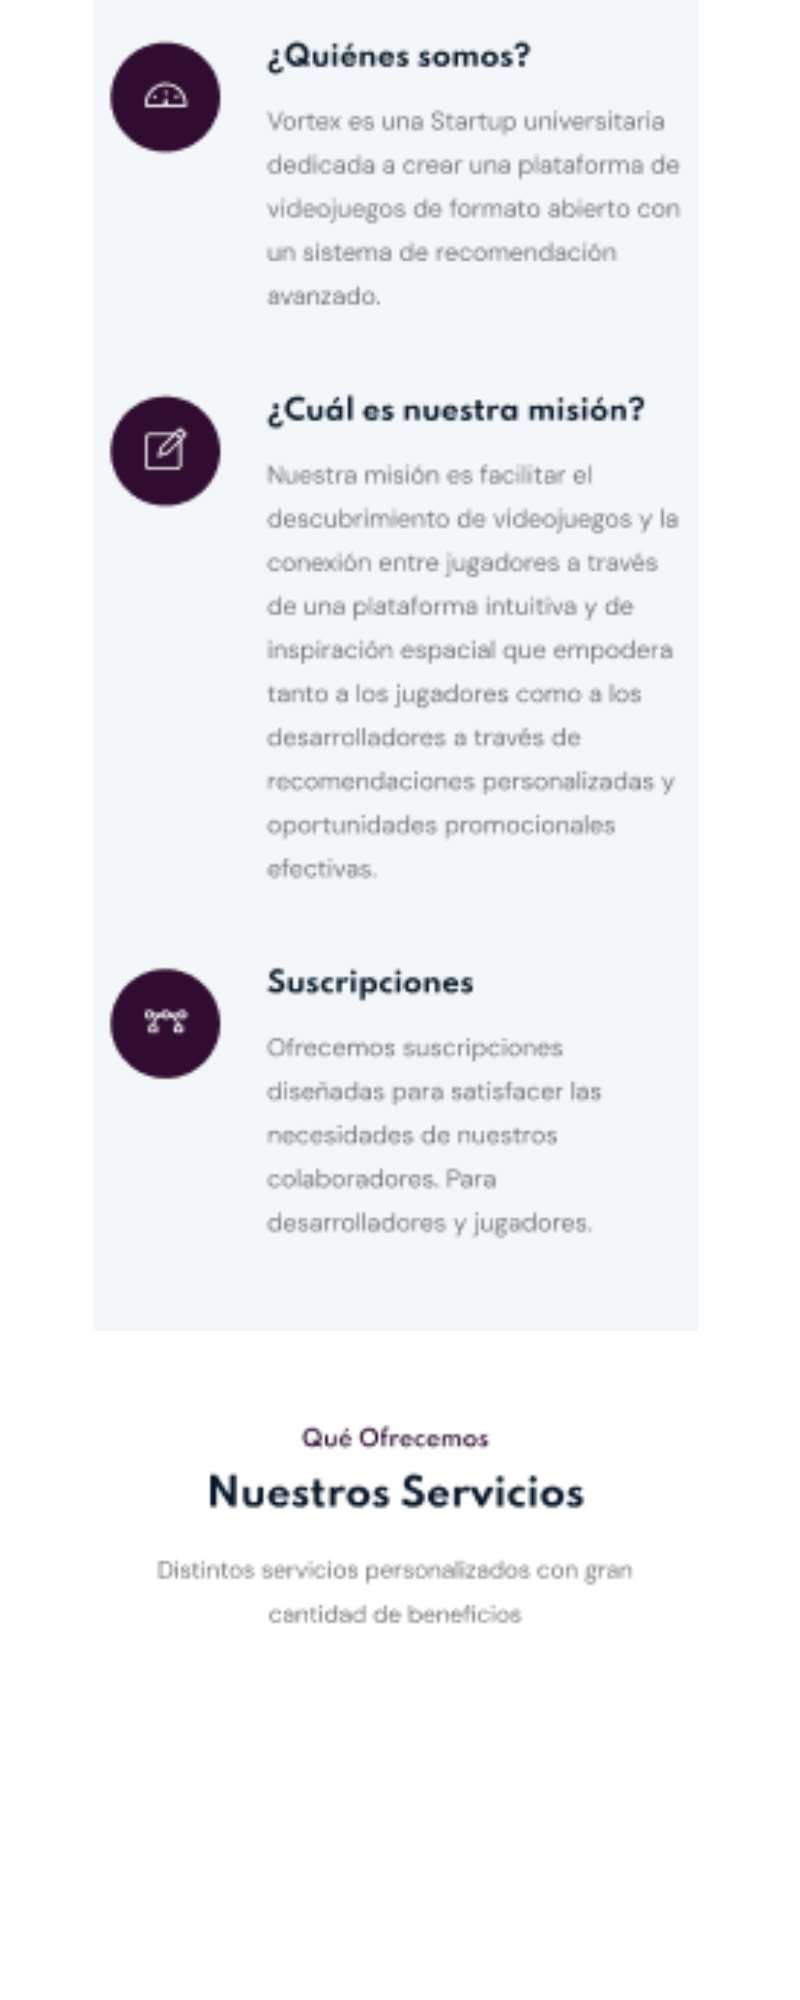 ¿Quiénes somos?
Vortex es una Startup universitaria
dedicada a crear una plataforma de
videojuegos de formato abierto con
un sistema de recomendación
avanzado.
¿Cuál es nuestra misión?
Nuestra misión es facilitar el
descubrimiento de videojuegos y la
conexión entre jugadores a través
de una plataforma intuitiva y de
inspiración espacial que empodera
tanto a los jugadores como a los
desarrolladores a través de
recomendaciones personalizadas y
oportunidades promocionales
efectivas.
Suscripciones
Ofrecemos suscripciones
diseñadas para satisfacer las
necesidades de nuestros
colaboradores. Para
desarrolladores y jugadores.
Qué Ofrecemos
Nuestros Servicios
Distintos servicios personalizados con gran
cantidad de beneficios